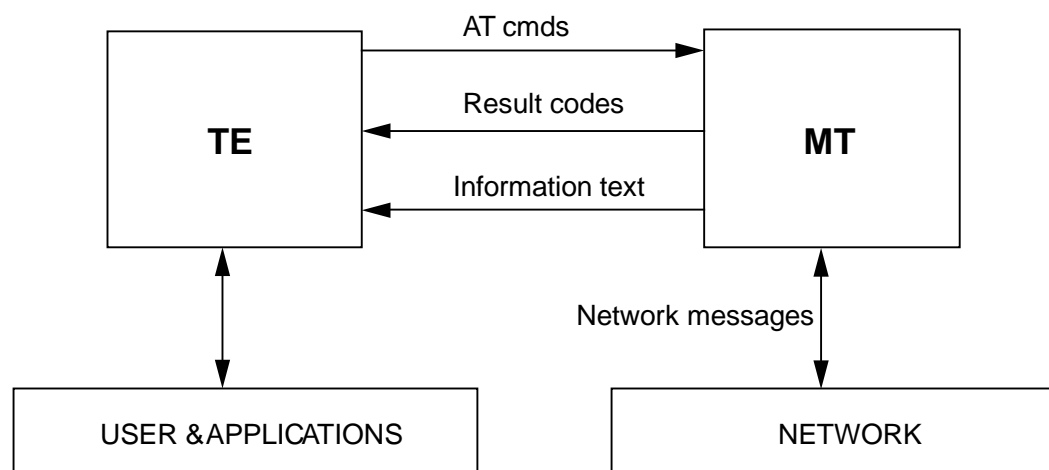 AT cmds
Result codes
TE
MT
Information text
Network messages
USER & APPLICATIONS
NETWORK